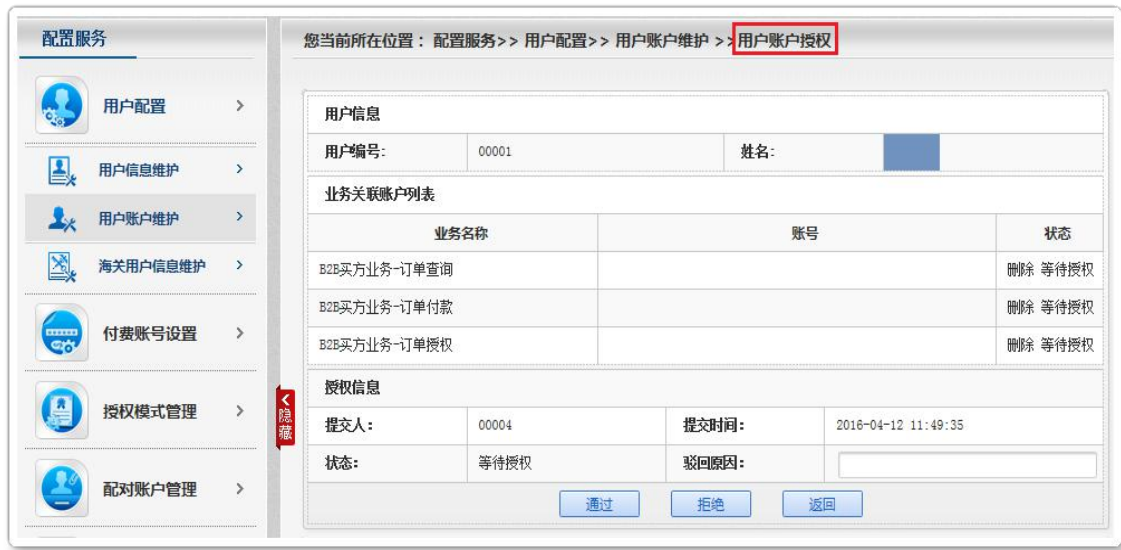 配置服务
您当前所在位置： 配置服务>> 用户配置>> 用户账户维护 >>用户账户授权
用户配置
用户信息维护
用户账户维护
海关用户信息维护
付费账号设置
授权模式管理
配对账户管理
隐藏
用户信息
用户编号: 00001 姓名:
业务关联账户列表
业务名称 账号 状态
B2B买方业务-订单查询 删除 等待授权
B2B买方业务-订单付款 删除 等待授权
B2B买方业务-订单授权 删除 等待授权
授权信息
提交人: 00004 提交时间: 2016-04-12 11:49:35
状态: 等待授权 驳回原因:
通过 拒绝 返回